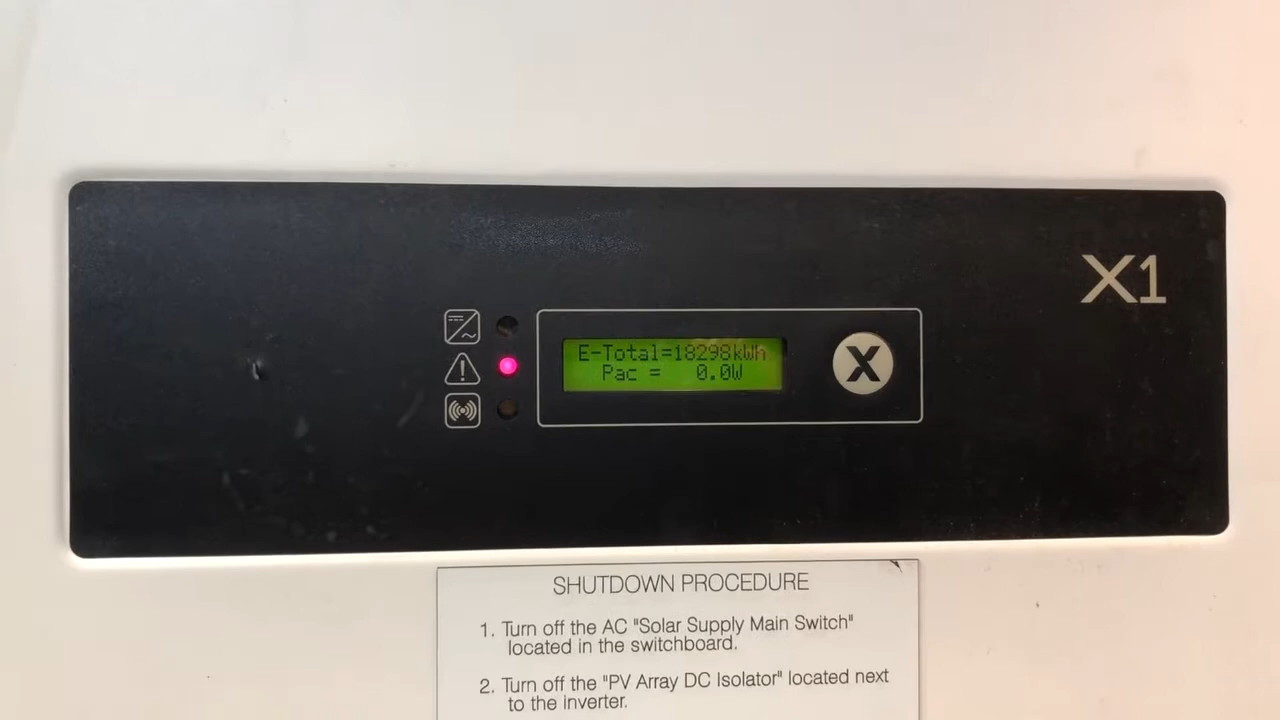 X1
E-Total=18298kWh
Pac = 0.0W
X
SHUTDOWN PROCEDURE
1. Turn off the AC "Solar Supply Main Switch"
located in the switchboard.
2. Turn off the "PV Array DC Isolator" located next
to the inverter.